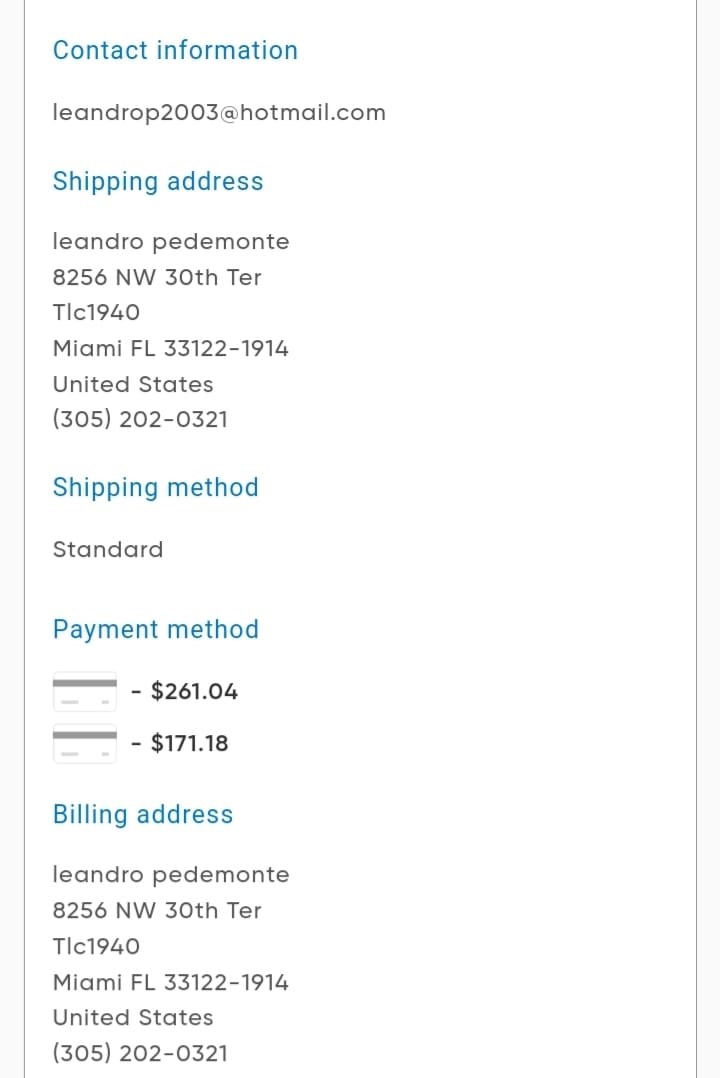 Contact information
leandrop2003@hotmail.com
Shipping address
leandro pedemonte
8256 NW 30th Ter
Tlc1940
Miami FL 33122-1914
United States
(305) 202-0321
Shipping method
Standard
Payment method
- $261.04
- $171.18
Billing address
leandro pedemonte
8256 NW 30th Ter
Tlc1940
Miami FL 33122-1914
United States
(305) 202-0321